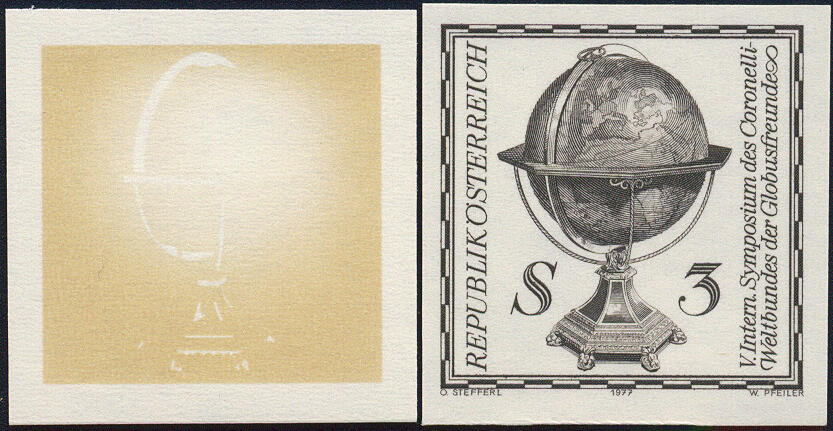 REPUBLIK ÖSTERREICH
S 3
V. Intern. Symposium des Coronelli-
Weltbundes der Globusfreunde
O. STEFFERL 1977 W. PFEILER